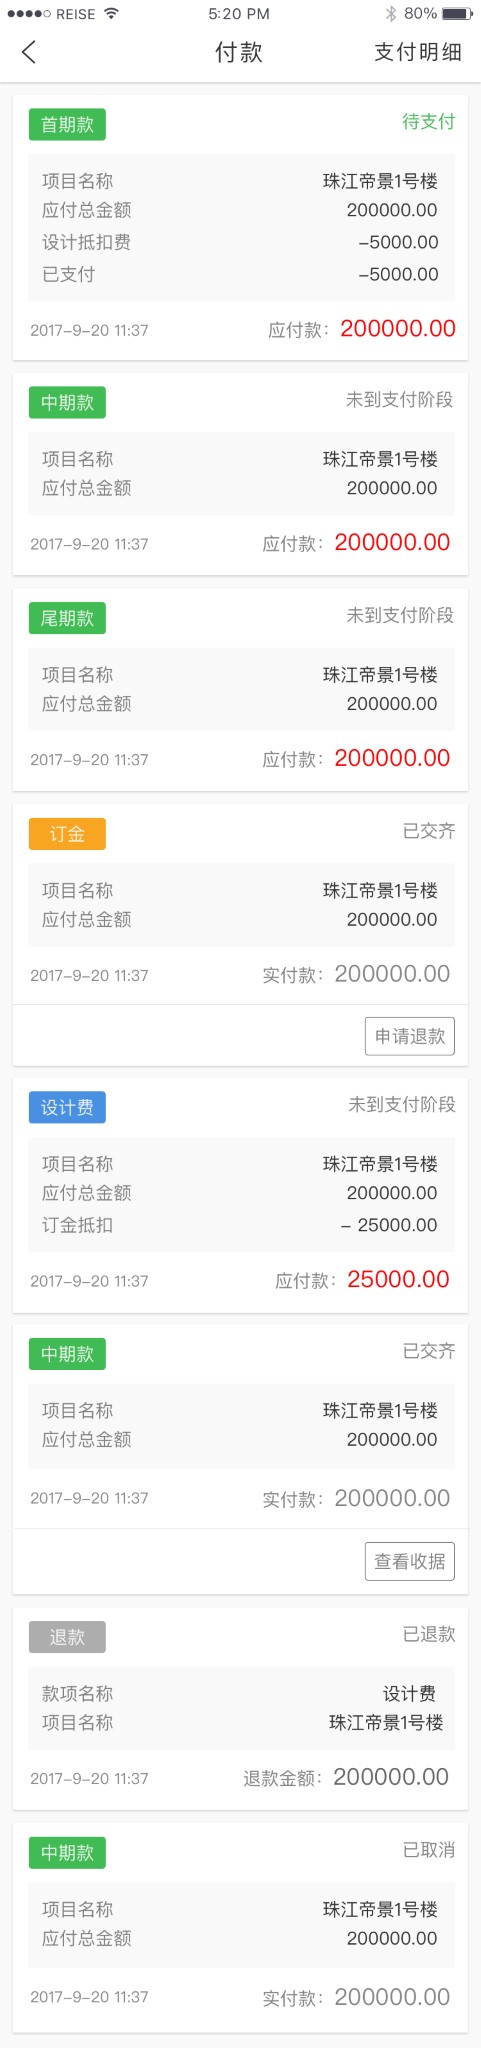 REISE 5:20 PM 80%
付款 支付明细
首期款 待支付
项目名称 珠江帝景1号楼
应付总金额 200000.00
设计抵扣费 -5000.00
已支付 -5000.00
2017-9-20 11:37 应付款：200000.00
中期款 未到支付阶段
项目名称 珠江帝景1号楼
应付总金额 200000.00
2017-9-20 11:37 应付款：200000.00
尾期款 未到支付阶段
项目名称 珠江帝景1号楼
应付总金额 200000.00
2017-9-20 11:37 应付款：200000.00
订金 已交齐
项目名称 珠江帝景1号楼
应付总金额 200000.00
2017-9-20 11:37 实付款：200000.00
申请退款
设计费 未到支付阶段
项目名称 珠江帝景1号楼
应付总金额 200000.00
订金抵扣 - 25000.00
2017-9-20 11:37 应付款：25000.00
中期款 已交齐
项目名称 珠江帝景1号楼
应付总金额 200000.00
2017-9-20 11:37 实付款：200000.00
查看收据
退款 已退款
款项名称 设计费
项目名称 珠江帝景1号楼
2017-9-20 11:37 退款金额：200000.00
中期款 已取消
项目名称 珠江帝景1号楼
应付总金额 200000.00
2017-9-20 11:37 实付款：200000.00